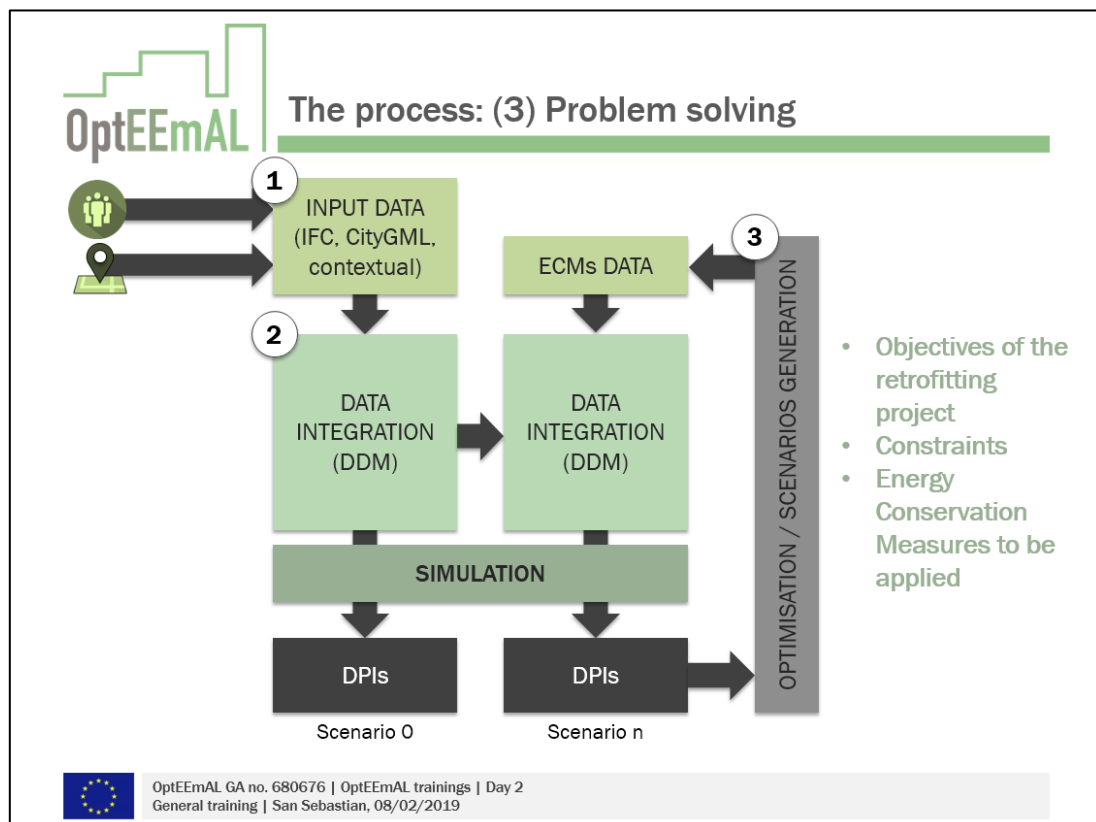 OptEEmAL
The process: (3) Problem solving
1
INPUT DATA
(IFC, CityGML,
contextual)
ECMs DATA
3
2
DATA
INTEGRATION
(DDM)
DATA
INTEGRATION
(DDM)
SIMULATION
DPIs
DPIs
Scenario 0
Scenario n
OPTIMISATION / SCENARIOS GENERATION
• Objectives of the
retrofitting
project
• Constraints
• Energy
Conservation
Measures to be
applied
OptEEmAL GA no. 680676 | OptEEmAL trainings | Day 2
General training | San Sebastian, 08/02/2019